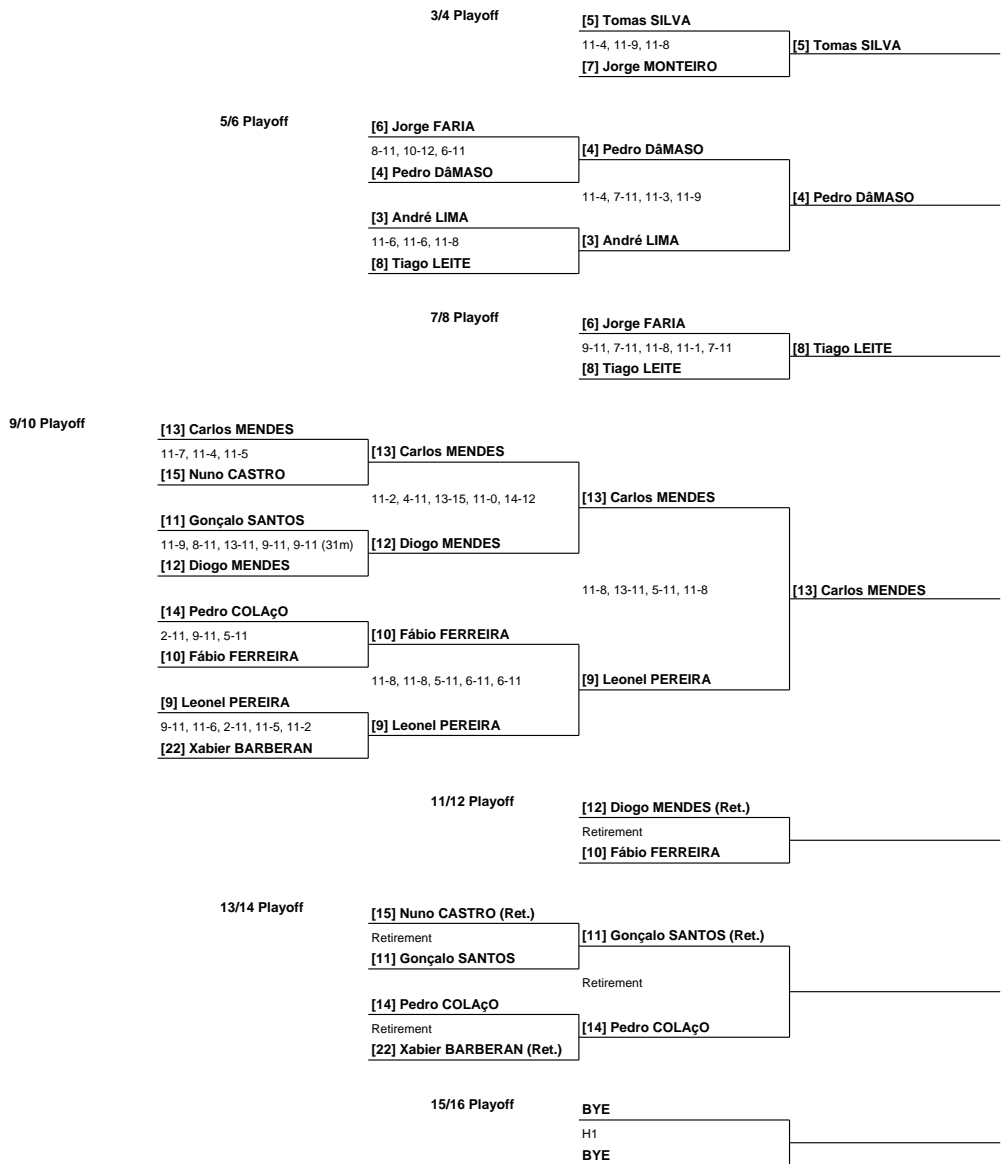 3/4 Playoff
[5] Tomas SILVA
11-4, 11-9, 11-8
[5] Tomas SILVA
[7] Jorge MONTEIRO
5/6 Playoff
[6] Jorge FARIA
8-11, 10-12, 6-11
[4] Pedro DâMASO
[4] Pedro DâMASO
11-4, 7-11, 11-3, 11-9
[4] Pedro DâMASO
[3] André LIMA
11-6, 11-6, 11-8
[3] André LIMA
[8] Tiago LEITE
7/8 Playoff
[6] Jorge FARIA
9-11, 7-11, 11-8, 11-1, 7-11
[8] Tiago LEITE
[8] Tiago LEITE
9/10 Playoff
[13] Carlos MENDES
11-7, 11-4, 11-5
[13] Carlos MENDES
[15] Nuno CASTRO
11-2, 4-11, 13-15, 11-0, 14-12
[13] Carlos MENDES
[11] Gonçalo SANTOS
11-9, 8-11, 13-11, 9-11, 9-11 (31m)
[12] Diogo MENDES
[12] Diogo MENDES
11-8, 13-11, 5-11, 11-8
[13] Carlos MENDES
[14] Pedro COLAçO
2-11, 9-11, 5-11
[10] Fábio FERREIRA
[10] Fábio FERREIRA
11-8, 11-8, 5-11, 6-11, 6-11
[9] Leonel PEREIRA
[9] Leonel PEREIRA
9-11, 11-6, 2-11, 11-5, 11-2
[9] Leonel PEREIRA
[22] Xabier BARBERAN
11/12 Playoff
[12] Diogo MENDES (Ret.)
Retirement
[10] Fábio FERREIRA
13/14 Playoff
[15] Nuno CASTRO (Ret.)
Retirement
[11] Gonçalo SANTOS (Ret.)
[11] Gonçalo SANTOS
Retirement
[14] Pedro COLAçO
Retirement
[14] Pedro COLAçO
[22] Xabier BARBERAN (Ret.)
15/16 Playoff
BYE
H1
BYE